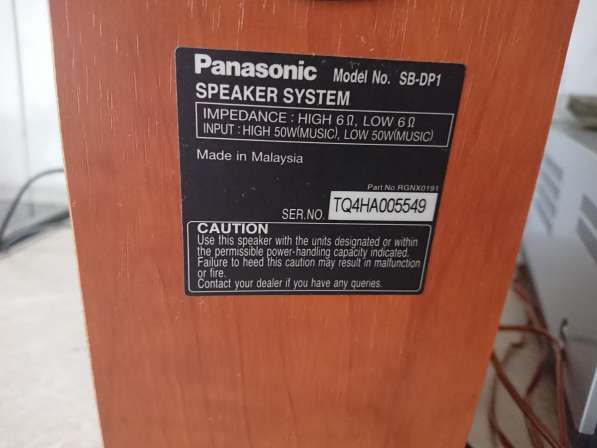 Panasonic Model No. SB-DP1
SPEAKER SYSTEM
IMPEDANCE : HIGH 6Ω, LOW 6Ω
INPUT : HIGH 50W(MUSIC), LOW 50W(MUSIC)
Made in Malaysia
Part No RGNX0191
SER.NO. TQ4HA005549
CAUTION
Use this speaker with the units designated or within
the permissible power-handling capacity indicated.
Failure to heed this caution may result in malfunction
or fire.
Contact your dealer if you have any queries.